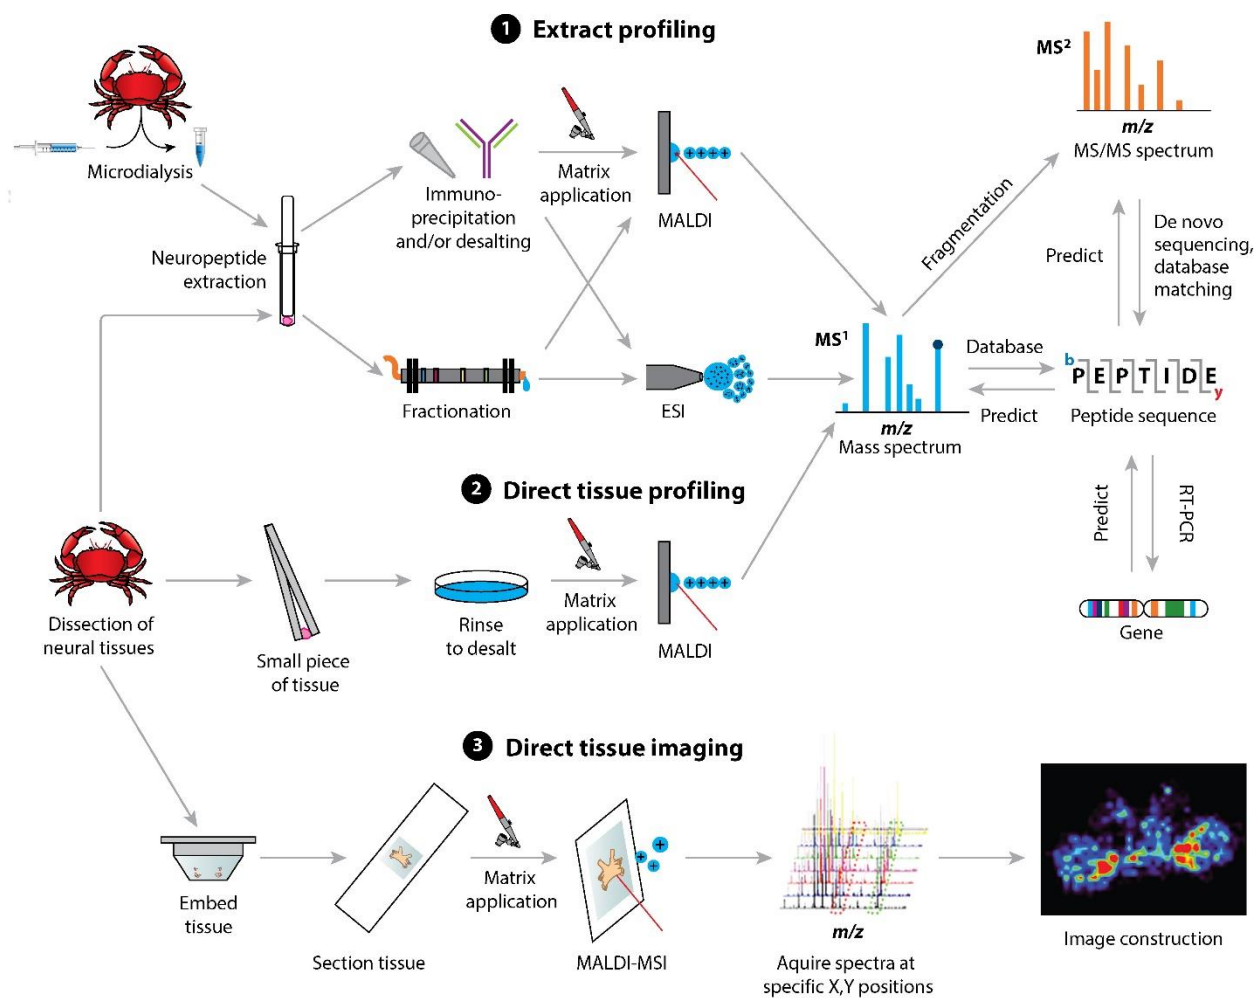 1 Extract profiling
MS²
m/z
MS/MS spectrum
Microdialysis
Immuno-
precipitation
and/or desalting
Matrix
application
MALDI
Neuropeptide
extraction
Fragmentation
Predict
De novo
sequencing,
database
matching
Fractionation
ESI
MS¹
m/z
Mass spectrum
Database
Predict
b
P E P T I D E
y
Peptide sequence
Predict
RT-PCR
Gene
2 Direct tissue profiling
Dissection of
neural tissues
Small piece
of tissue
Rinse
to desalt
Matrix
application
MALDI
3 Direct tissue imaging
Embed
tissue
Section tissue
Matrix
application
MALDI-MSI
m/z
Aquire spectra at
specific X,Y positions
Image construction